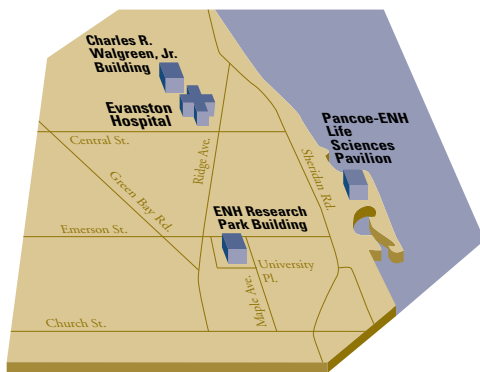 Charles R.
Walgreen, Jr.
Building
Evanston
Hospital
Pancoe-ENH
Life
Sciences
Pavilion
Central St.
Ridge Ave.
Sheridan Rd.
Green Bay Rd.
ENH Research
Park Building
Emerson St.
University
Pl.
Maple Ave.
Church St.